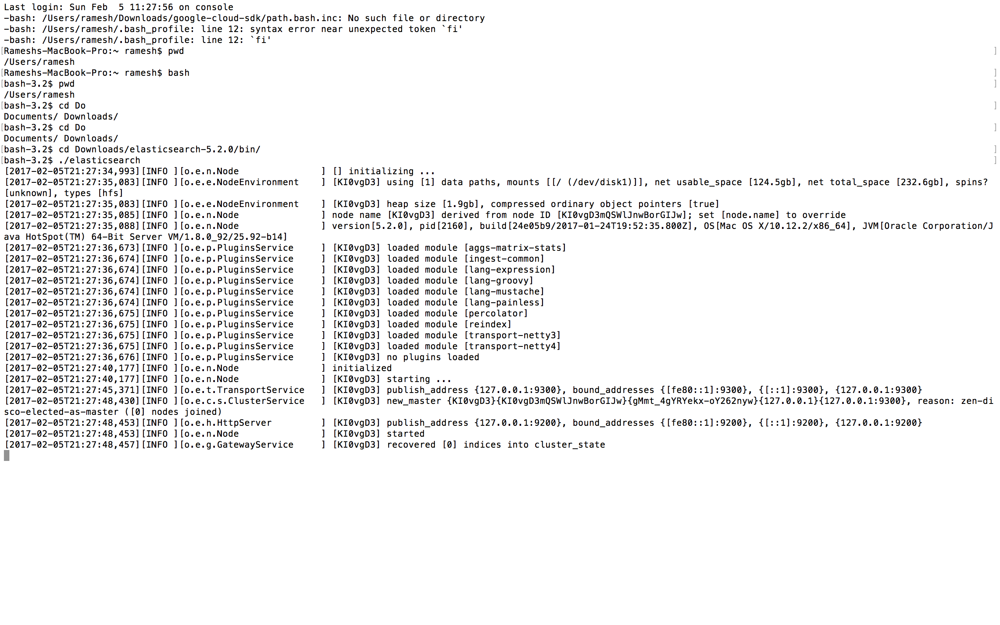 Last login: Sun Feb  5 11:27:56 on console
-bash: /Users/ramesh/Downloads/google-cloud-sdk/path.bash.inc: No such file or directory
-bash: /Users/ramesh/.bash_profile: line 12: syntax error near unexpected token `fi'
-bash: /Users/ramesh/.bash_profile: line 12: `fi'
[Rameshs-MacBook-Pro:~ ramesh$ pwd ]
/Users/ramesh
[Rameshs-MacBook-Pro:~ ramesh$ bash ]
[bash-3.2$ pwd ]
/Users/ramesh
[bash-3.2$ cd Do ]
Documents/ Downloads/
[bash-3.2$ cd Do ]
Documents/ Downloads/
[bash-3.2$ cd Downloads/elasticsearch-5.2.0/bin/ ]
[bash-3.2$ ./elasticsearch ]
[2017-02-05T21:27:34,993][INFO ][o.e.n.Node               ] [] initializing ...
[2017-02-05T21:27:35,083][INFO ][o.e.e.NodeEnvironment    ] [KI0vgD3] using [1] data paths, mounts [[/ (/dev/disk1)]], net usable_space [124.5gb], net total_space [232.6gb], spins?
[unknown], types [hfs]
[2017-02-05T21:27:35,083][INFO ][o.e.e.NodeEnvironment    ] [KI0vgD3] heap size [1.9gb], compressed ordinary object pointers [true]
[2017-02-05T21:27:35,085][INFO ][o.e.n.Node               ] node name [KI0vgD3] derived from node ID [KI0vgD3mQSWlJnwBorGIJw]; set [node.name] to override
[2017-02-05T21:27:35,088][INFO ][o.e.n.Node               ] version[5.2.0], pid[2160], build[24e05b9/2017-01-24T19:52:35.800Z], OS[Mac OS X/10.12.2/x86_64], JVM[Oracle Corporation/J
ava HotSpot(TM) 64-Bit Server VM/1.8.0_92/25.92-b14]
[2017-02-05T21:27:36,673][INFO ][o.e.p.PluginsService     ] [KI0vgD3] loaded module [aggs-matrix-stats]
[2017-02-05T21:27:36,674][INFO ][o.e.p.PluginsService     ] [KI0vgD3] loaded module [ingest-common]
[2017-02-05T21:27:36,674][INFO ][o.e.p.PluginsService     ] [KI0vgD3] loaded module [lang-expression]
[2017-02-05T21:27:36,674][INFO ][o.e.p.PluginsService     ] [KI0vgD3] loaded module [lang-groovy]
[2017-02-05T21:27:36,674][INFO ][o.e.p.PluginsService     ] [KI0vgD3] loaded module [lang-mustache]
[2017-02-05T21:27:36,674][INFO ][o.e.p.PluginsService     ] [KI0vgD3] loaded module [lang-painless]
[2017-02-05T21:27:36,675][INFO ][o.e.p.PluginsService     ] [KI0vgD3] loaded module [percolator]
[2017-02-05T21:27:36,675][INFO ][o.e.p.PluginsService     ] [KI0vgD3] loaded module [reindex]
[2017-02-05T21:27:36,675][INFO ][o.e.p.PluginsService     ] [KI0vgD3] loaded module [transport-netty3]
[2017-02-05T21:27:36,675][INFO ][o.e.p.PluginsService     ] [KI0vgD3] loaded module [transport-netty4]
[2017-02-05T21:27:36,676][INFO ][o.e.p.PluginsService     ] [KI0vgD3] no plugins loaded
[2017-02-05T21:27:40,177][INFO ][o.e.n.Node               ] initialized
[2017-02-05T21:27:40,177][INFO ][o.e.n.Node               ] [KI0vgD3] starting ...
[2017-02-05T21:27:45,371][INFO ][o.e.t.TransportService   ] [KI0vgD3] publish_address {127.0.0.1:9300}, bound_addresses {[fe80::1]:9300}, {[::1]:9300}, {127.0.0.1:9300}
[2017-02-05T21:27:48,430][INFO ][o.e.c.s.ClusterService   ] [KI0vgD3] new_master {KI0vgD3}{KI0vgD3mQSWlJnwBorGIJw}{gMmt_4gYRYekx-oY262nyw}{127.0.0.1}{127.0.0.1:9300}, reason: zen-di
sco-elected-as-master ([0] nodes joined)
[2017-02-05T21:27:48,453][INFO ][o.e.h.HttpServer         ] [KI0vgD3] publish_address {127.0.0.1:9200}, bound_addresses {[fe80::1]:9200}, {[::1]:9200}, {127.0.0.1:9200}
[2017-02-05T21:27:48,453][INFO ][o.e.n.Node               ] [KI0vgD3] started
[2017-02-05T21:27:48,457][INFO ][o.e.g.GatewayService     ] [KI0vgD3] recovered [0] indices into cluster_state